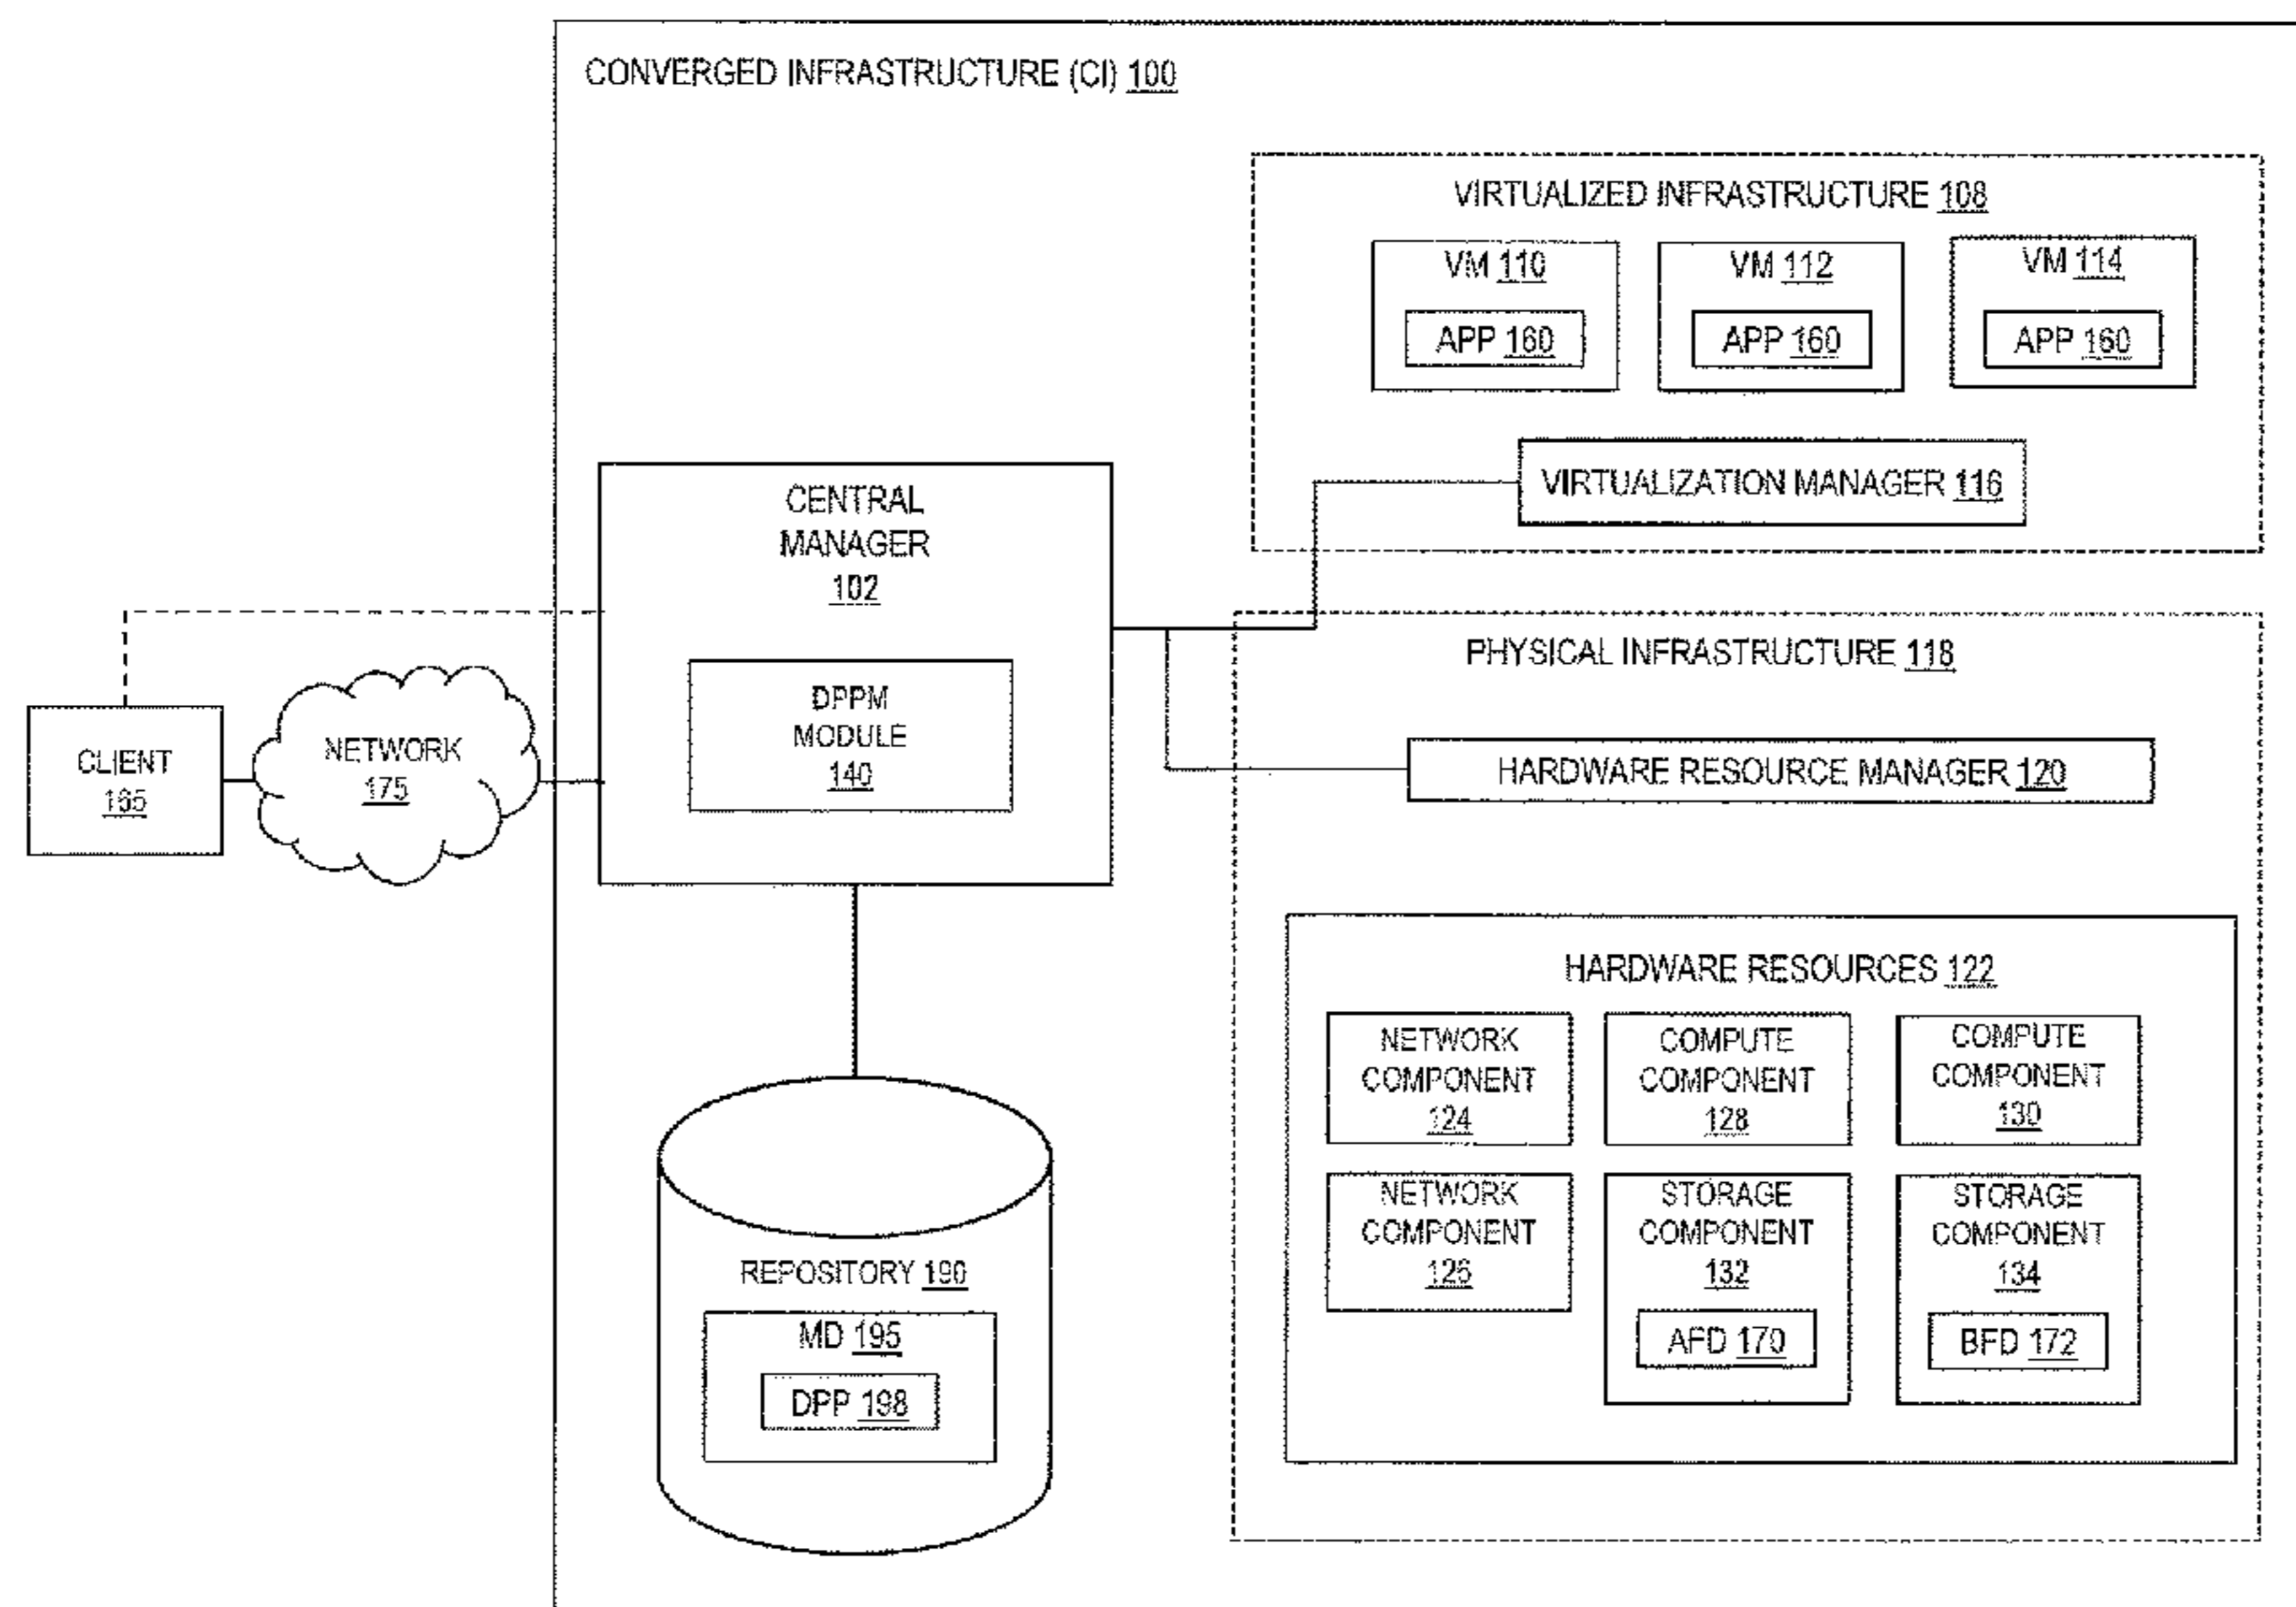 CONVERGED INFRASTRUCTURE (CI) 100
VIRTUALIZED INFRASTRUCTURE 108
VM 110
APP 160
VM 112
APP 160
VM 114
APP 160
VIRTUALIZATION MANAGER 116
CENTRAL
MANAGER
102
DPPM
MODULE
140
CLIENT
165
NETWORK
175
PHYSICAL INFRASTRUCTURE 118
HARDWARE RESOURCE MANAGER 120
HARDWARE RESOURCES 122
NETWORK
COMPONENT
124
COMPUTE
COMPONENT
128
COMPUTE
COMPONENT
130
NETWORK
COMPONENT
126
STORAGE
COMPONENT
132
AFD 170
STORAGE
COMPONENT
134
BFD 172
REPOSITORY 190
MD 195
DPP 198